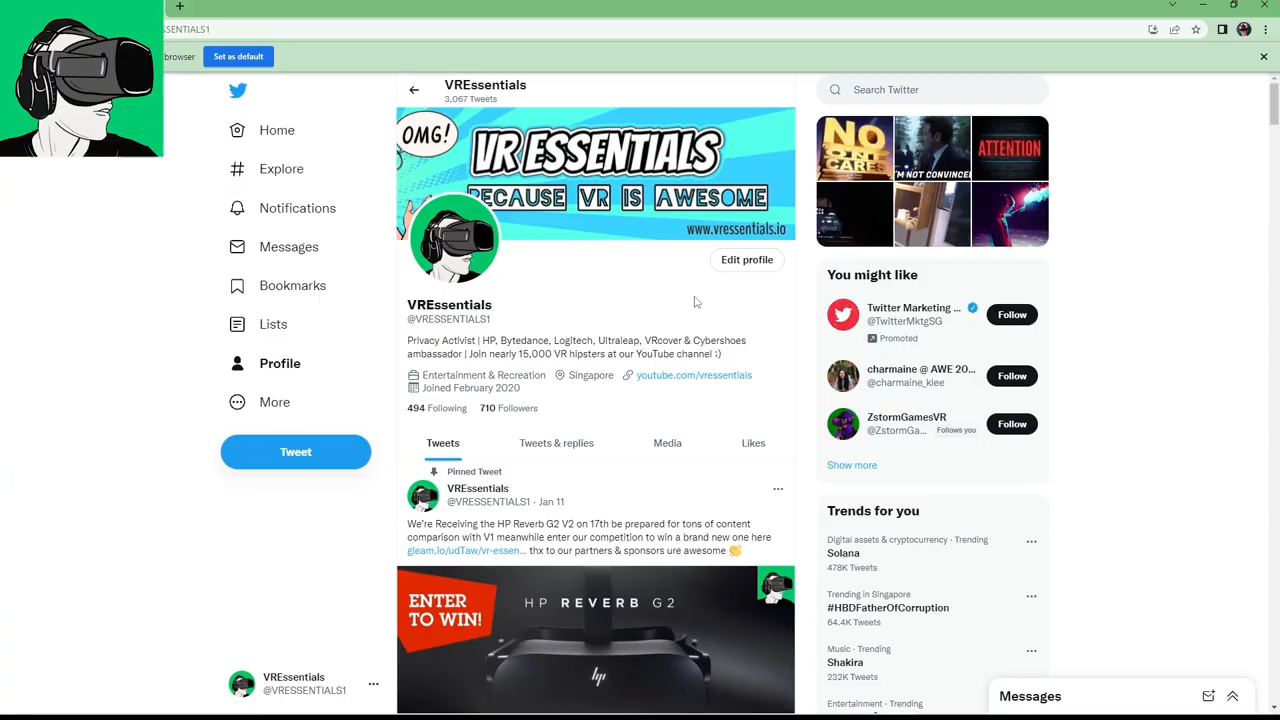 SSENTIALS1
browser
Set as default
Home
Explore
Notifications
Messages
Bookmarks
Lists
Profile
More
Tweet
VREssentials
@VRESSENTIALS1
VREssentials
3,067 Tweets
OMG!
VR ESSENTIALS
BECAUSE VR IS AWESOME
www.vressentials.io
Edit profile
VREssentials
@VRESSENTIALS1
Privacy Activist | HP, Bytedance, Logitech, Ultraleap, VRcover & Cybershoes
ambassador | Join nearly 15,000 VR hipsters at our YouTube channel ;)
Entertainment & Recreation Singapore youtube.com/vressentials
Joined February 2020
494 Following 710 Followers
Tweets Tweets & replies Media Likes
Pinned Tweet
VREssentials
@VRESSENTIALS1 · Jan 11
We're Receiving the HP Reverb G2 V2 on 17th be prepared for tons of content
comparison with V1 meanwhile enter our competition to win a brand new one here
gleam.io/udTaw/vr-essen... thx to our partners & sponsors ure awesome 👏
ENTER
TO WIN!
HP REVERB G2
hp
Search Twitter
NO
ONE
CARES
I'M NOT CONVINCED
ATTENTION
You might like
Twitter Marketing ...
@TwitterMktgSG
Promoted
Follow
charmaine @ AWE 20...
@charmaine_klee
Follow
ZstormGamesVR
@ZstormGa... Follows you
Follow
Show more
Trends for you
Digital assets & cryptocurrency · Trending
Solana
478K Tweets
Trending in Singapore
#HBDFatherOfCorruption
64.4K Tweets
Music · Trending
Shakira
232K Tweets
Entertainment · Trending
Messages